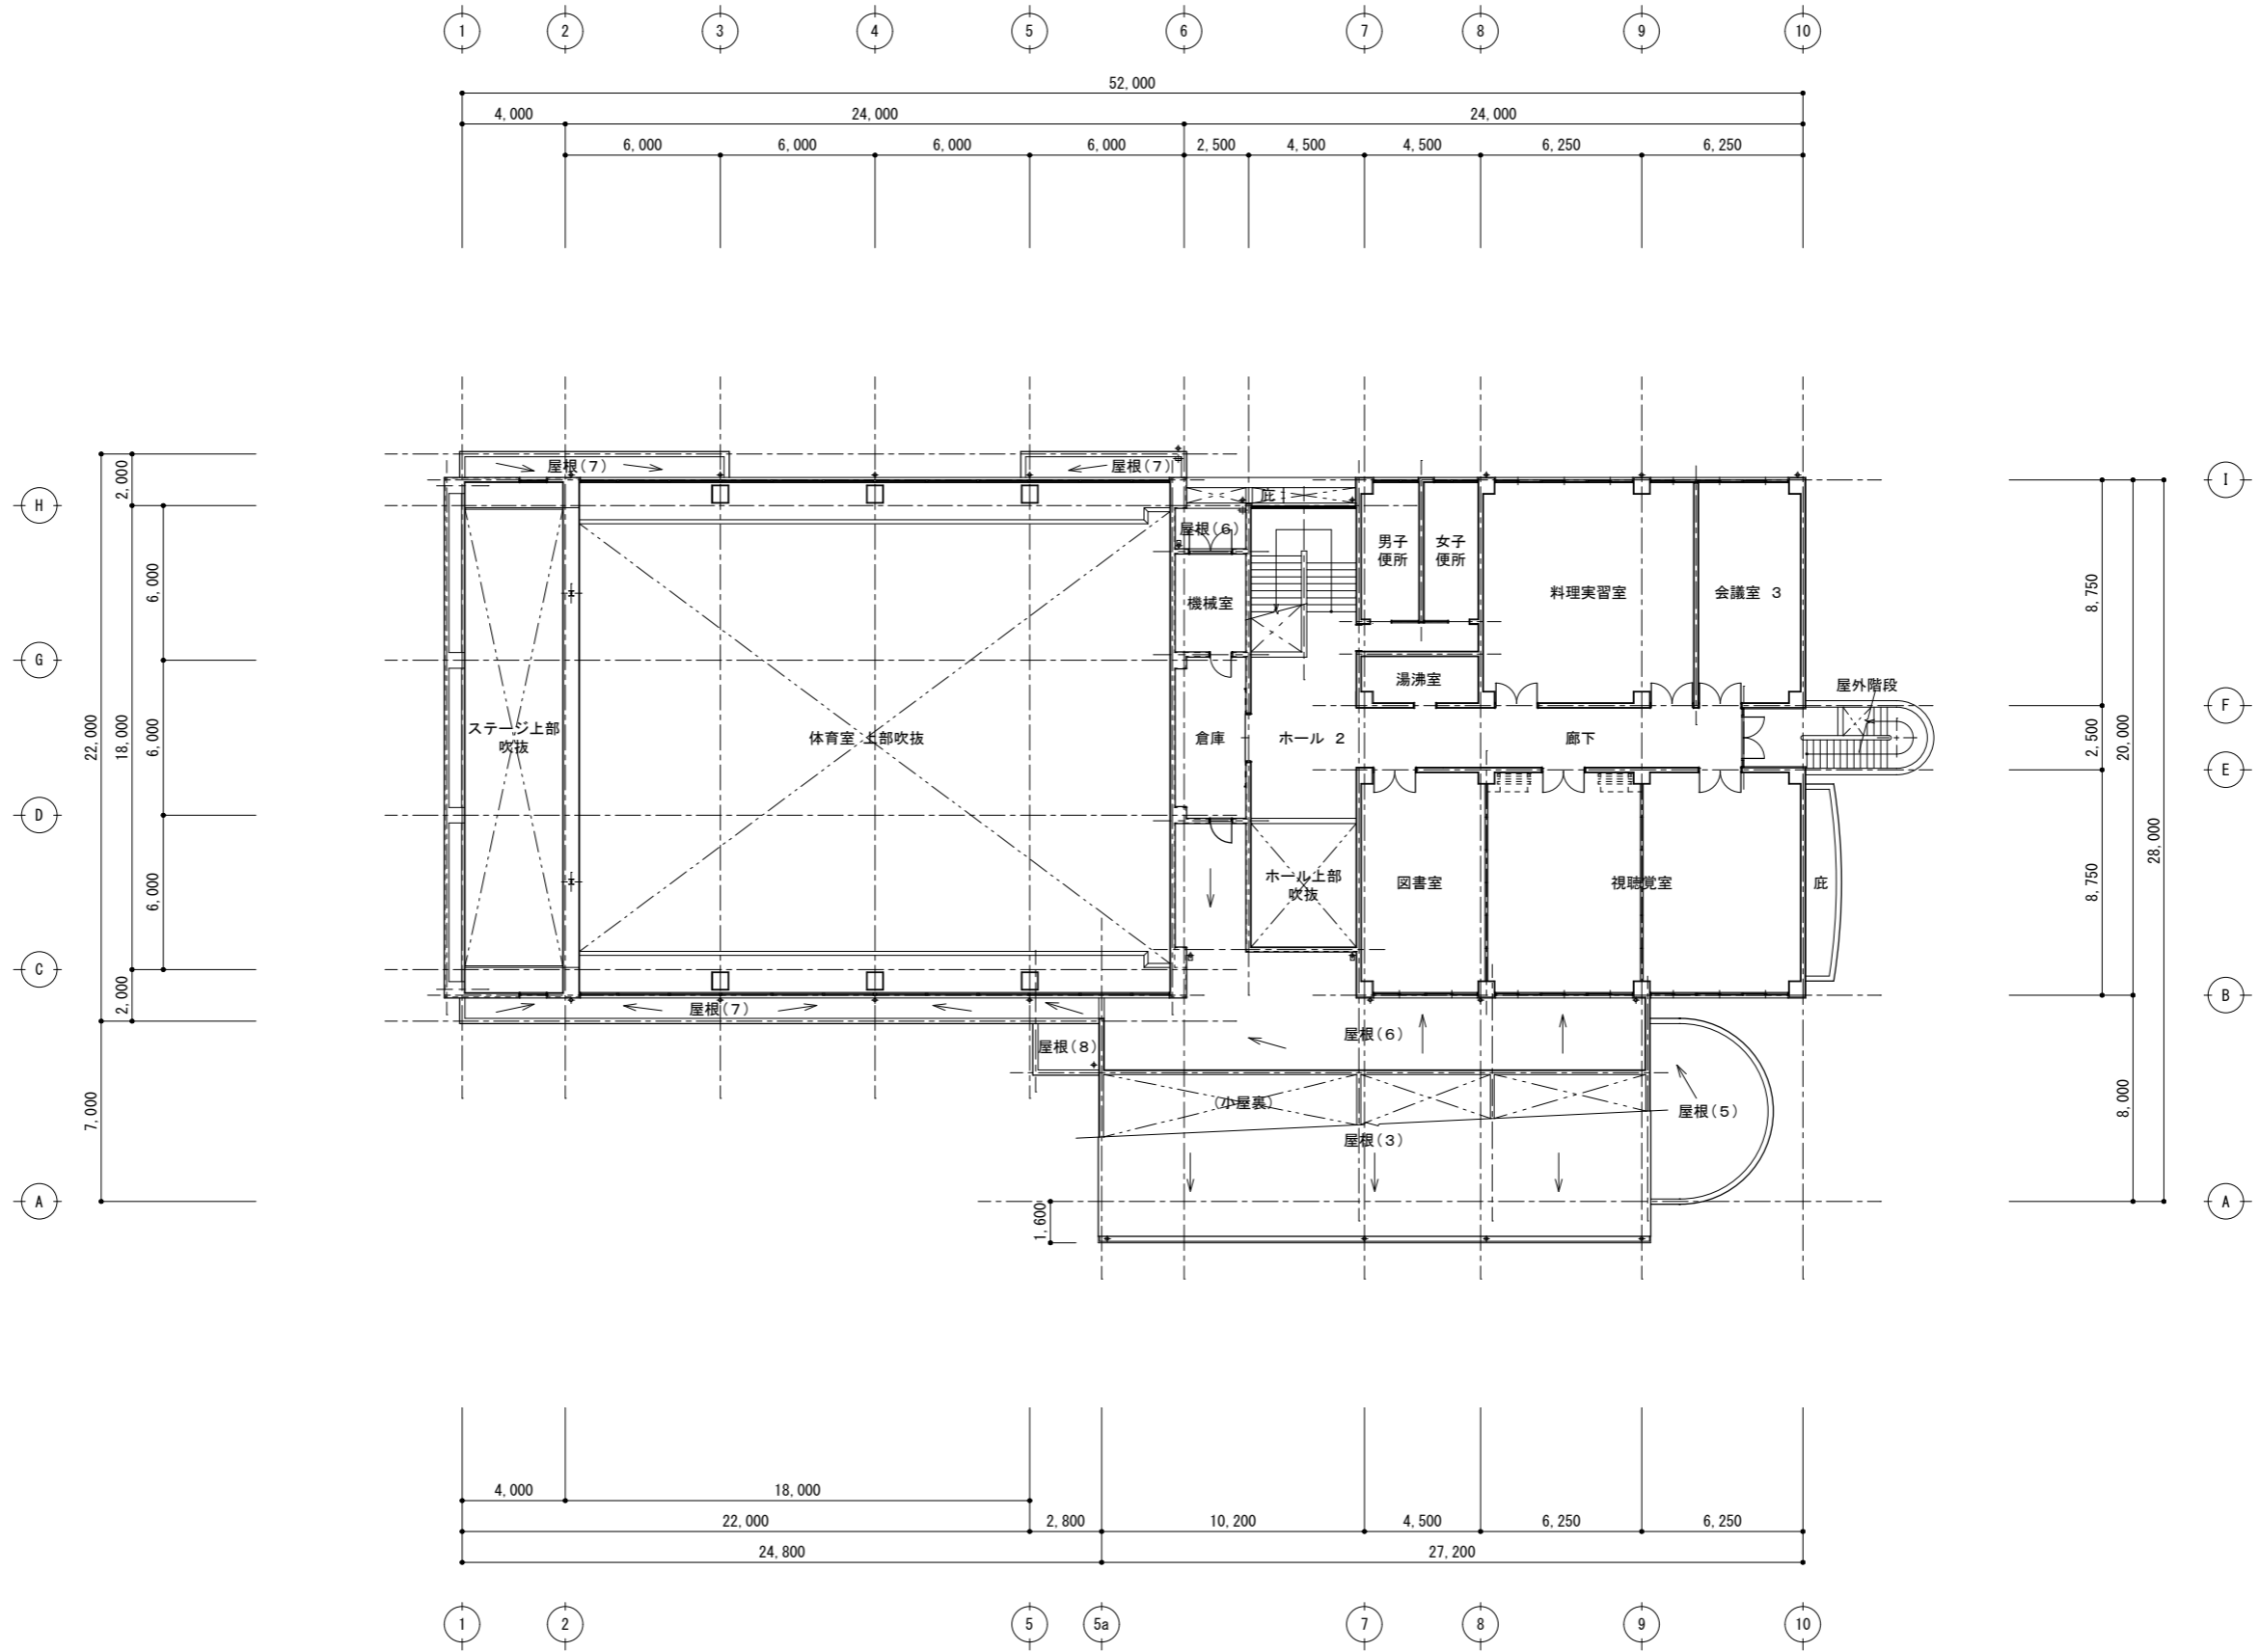 1 2 3 4 5 6 7 8 9 10
52,000
4,000 24,000 24,000
6,000 6,000 6,000 6,000 2,500 4,500 4,500 6,250 6,250
屋根(7) 屋根(7)
2,000
H
I
庇
屋根(6)
男子
便所
女子
便所
6,000
機械室
料理実習室
会議室 3
8,750
G
湯沸室
屋外階段
F
22,000
18,000
6,000
ステージ上部
吹抜
体育室 上部吹抜
倉庫
ホール 2
廊下
2,500
20,000
E
D
28,000
6,000
ホール上部
吹抜
図書室
視聴覚室
庇
8,750
C
2,000
B
屋根(7)
屋根(6)
屋根(8)
7,000
(小屋裏)
屋根(5)
屋根(3)
8,000
A
A
1,600
4,000 18,000
22,000 2,800 10,200 4,500 6,250 6,250
24,800 27,200
1 2 5 5a 7 8 9 10